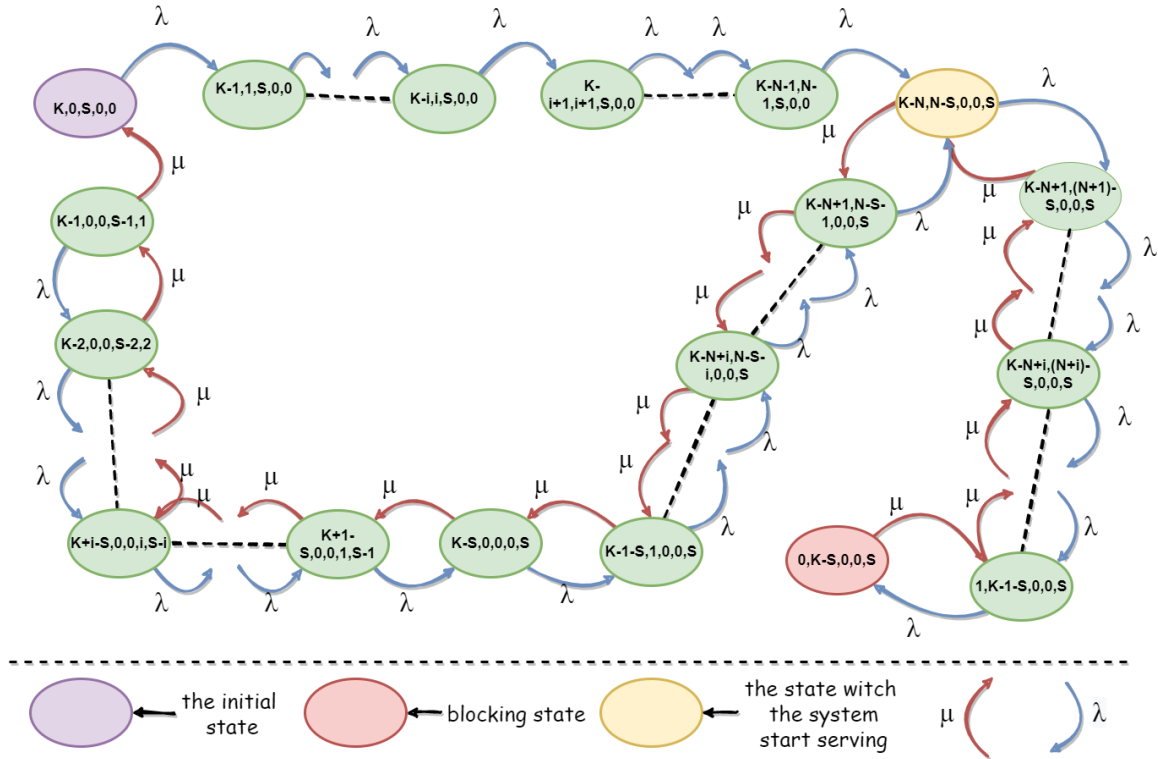 λ
λ
λ
λ
λ
λ
K,0,S,0,0
K-1,1,S,0,0
K-i,i,S,0,0
K-
i+1,i+1,S,0,0
K-N-1,N-
1,S,0,0
K-N,N-S,0,0,S
λ
μ
μ
K-1,0,0,S-1,1
μ
K-N+1,N-S-
1,0,0,S
λ
μ
K-N+1,(N+1)-
S,0,0,S
μ
λ
λ
μ
μ
λ
μ
λ
K-2,0,0,S-2,2
K-N+i,N-S-
i,0,0,S
λ
K-N+i,(N+i)-
S,0,0,S
λ
μ
μ
λ
μ
λ
λ
μ
μ
μ
μ
μ
μ
μ
μ
λ
λ
K+i-S,0,0,i,S-i
K+1-
S,0,0,1,S-1
K-S,0,0,0,S
K-1-S,1,0,0,S
0,K-S,0,0,S
1,K-1-S,0,0,S
λ
λ
λ
λ
λ
the initial
state
blocking state
the state witch
the system
start serving
μ
λ